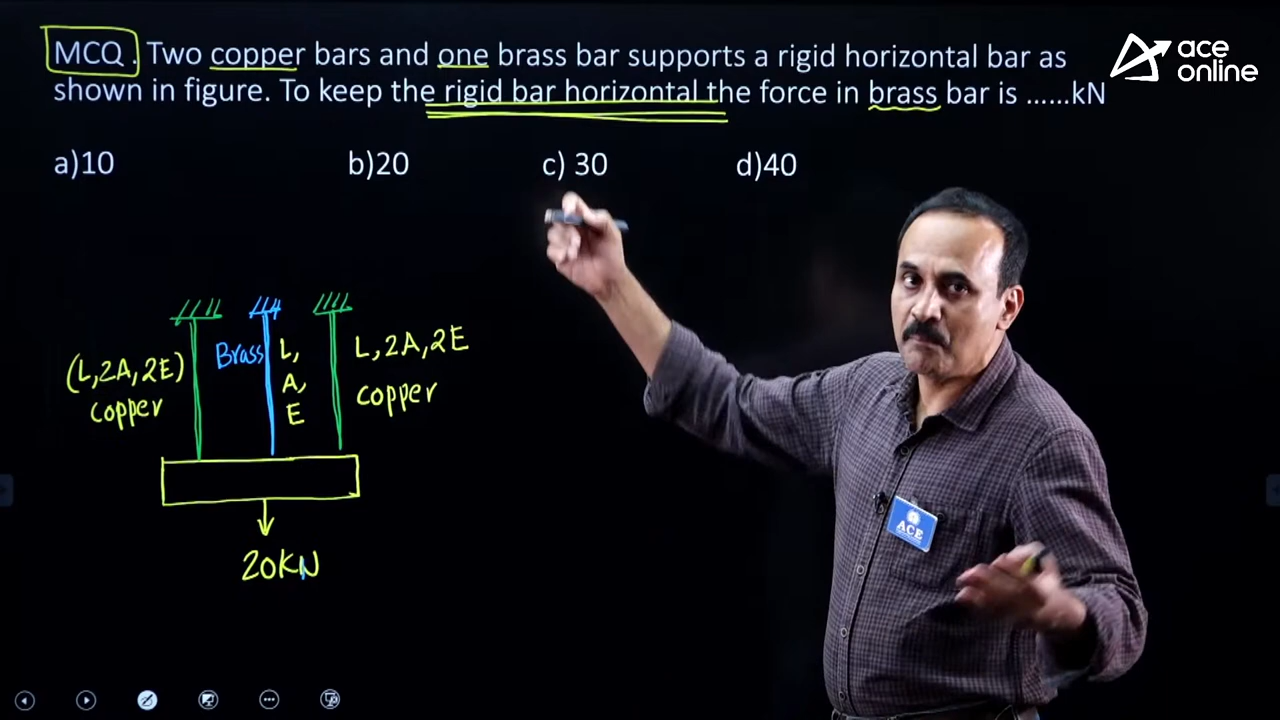 MCQ. Two copper bars and one brass bar supports a rigid horizontal bar as
shown in figure. To keep the rigid bar horizontal the force in brass bar is ......kN
a)10 b)20 c) 30 d)40
ace
online
(L,2A,2E)
copper
Brass
L,
A,
E
L,2A,2E
copper
20KN
ACE